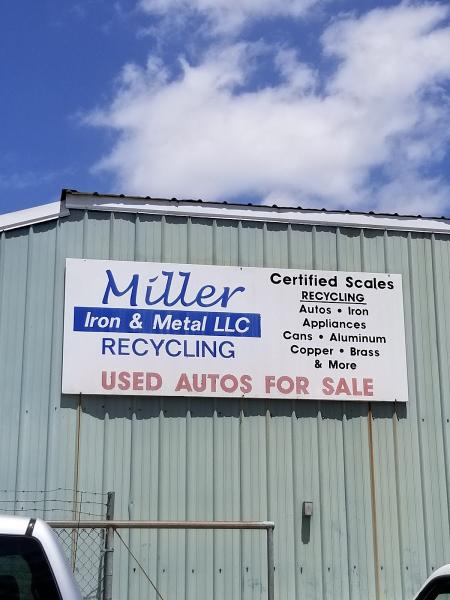 Miller
Iron & Metal LLC
RECYCLING
Certified Scales
RECYCLING
Autos • Iron
Appliances
Cans • Aluminum
Copper • Brass
& More
USED AUTOS FOR SALE